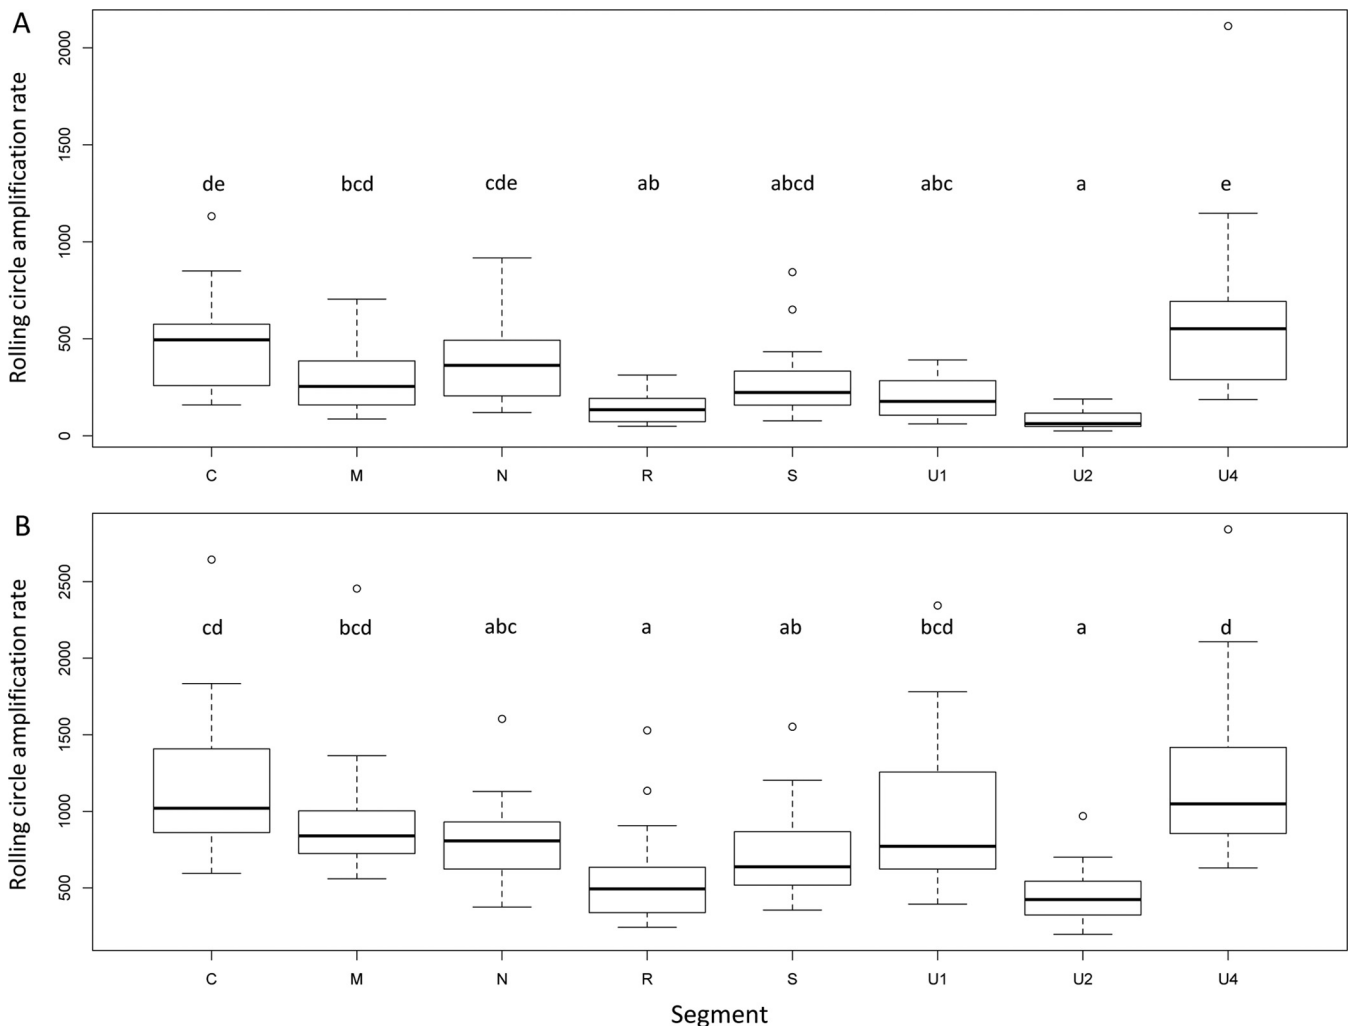 A
Rolling circle amplification rate
2000
1500
1000
500
0
de bcd cde ab abcd abc a e
C M N R S U1 U2 U4
B
Rolling circle amplification rate
2500
2000
1500
1000
500
cd bcd abc a ab bcd a d
C M N R S U1 U2 U4
Segment